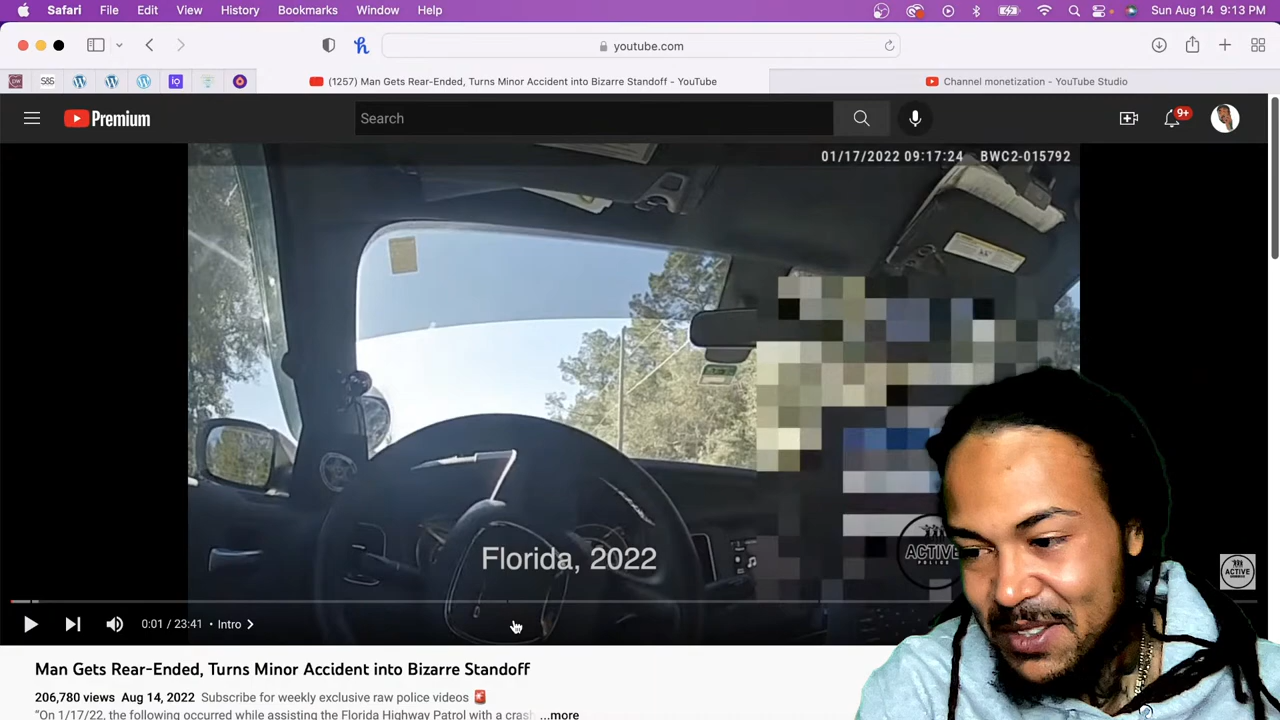 Safari File Edit View History Bookmarks Window Help Sun Aug 14 9:13 PM
youtube.com
S&S (1257) Man Gets Rear-Ended, Turns Minor Accident into Bizarre Standoff - YouTube Channel monetization - YouTube Studio
Premium Search 9+
01/17/2022 09:17:24 BWC2-015792
Florida, 2022
ACTIVE
POLICE
ACTIVE
0:01 / 23:41 • Intro
Man Gets Rear-Ended, Turns Minor Accident into Bizarre Standoff
206,780 views Aug 14, 2022 Subscribe for weekly exclusive raw police videos
"On 1/17/22, the following occurred while assisting the Florida Highway Patrol with a crash ...more